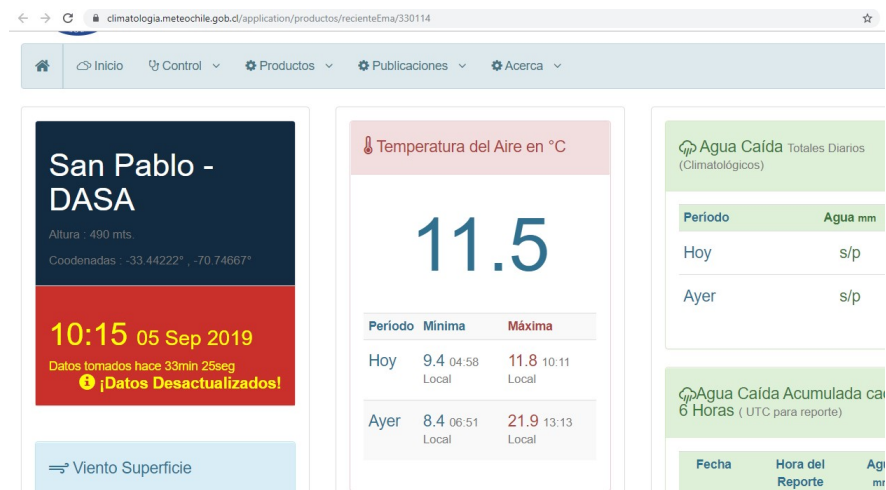 climatologia.meteochile.gob.cl/application/productos/recienteEma/330114
Inicio Control Productos Publicaciones Acerca
San Pablo -
DASA
Altura : 490 mts.
Coodenadas : -33.44222° , -70.74667°
10:15 05 Sep 2019
Datos tomados hace 33min 25seg
¡Datos Desactualizados!
Viento Superficie
Temperatura del Aire en °C
11.5
Período Mínima Máxima
Hoy 9.4 04:58 11.8 10:11
Local Local
Ayer 8.4 06:51 21.9 13:13
Local Local
Agua Caída Totales Diarios
(Climatológicos)
Periodo Agua mm
Hoy s/p
Ayer s/p
Agua Caída Acumulada
6 Horas ( UTC para reporte)
Fecha Hora del
Reporte